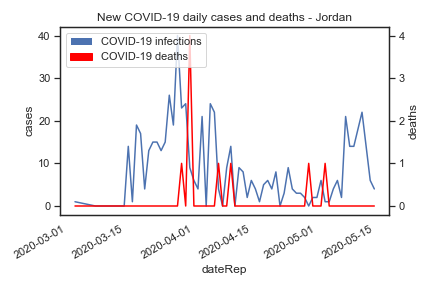 New COVID-19 daily cases and deaths - Jordan
COVID-19 infections
COVID-19 deaths
40
30
20
10
0
cases
4
3
2
1
0
deaths
2020-03-01
2020-03-15
2020-04-01
2020-04-15
2020-05-01
2020-05-15
dateRep